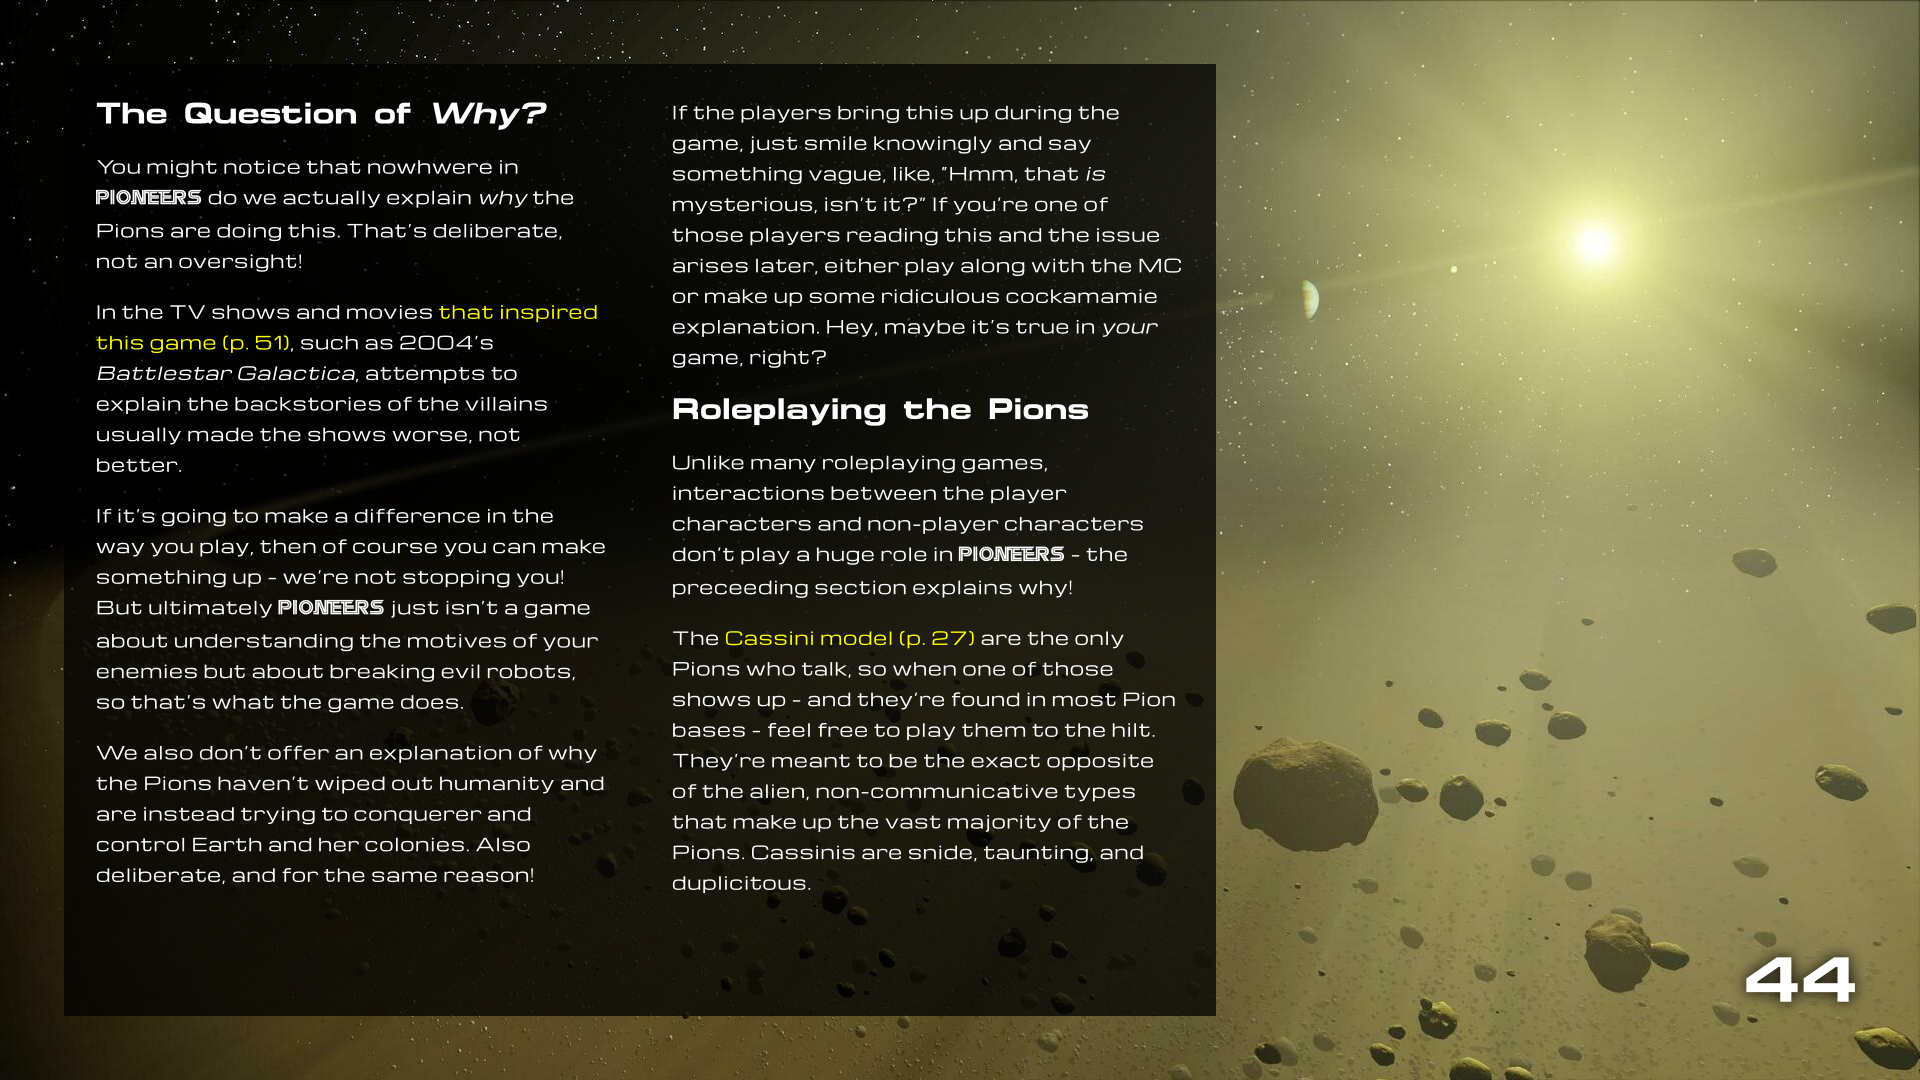 The Question of Why?
You might notice that nowhwere in
PIONEERS do we actually explain why the
Pions are doing this. That's deliberate,
not an oversight!
In the TV shows and movies that inspired
this game (p. 51), such as 2004's
Battlestar Galactica, attempts to
explain the backstories of the villains
usually made the shows worse, not
better.
If it's going to make a difference in the
way you play, then of course you can make
something up - we're not stopping you!
But ultimately PIONEERS just isn't a game
about understanding the motives of your
enemies but about breaking evil robots,
so that's what the game does.
We also don't offer an explanation of why
the Pions haven't wiped out humanity and
are instead trying to conquerer and
control Earth and her colonies. Also
deliberate, and for the same reason!
If the players bring this up during the
game, just smile knowingly and say
something vague, like, "Hmm, that is
mysterious, isn't it?" If you're one of
those players reading this and the issue
arises later, either play along with the MC
or make up some ridiculous cockamamie
explanation. Hey, maybe it's true in your
game, right?
Roleplaying the Pions
Unlike many roleplaying games,
interactions between the player
characters and non-player characters
don't play a huge role in PIONEERS - the
preceeding section explains why!
The Cassini model (p. 27) are the only
Pions who talk, so when one of those
shows up - and they're found in most Pion
bases - feel free to play them to the hilt.
They're meant to be the exact opposite
of the alien, non-communicative types
that make up the vast majority of the
Pions. Cassinis are snide, taunting, and
duplicitous.
44